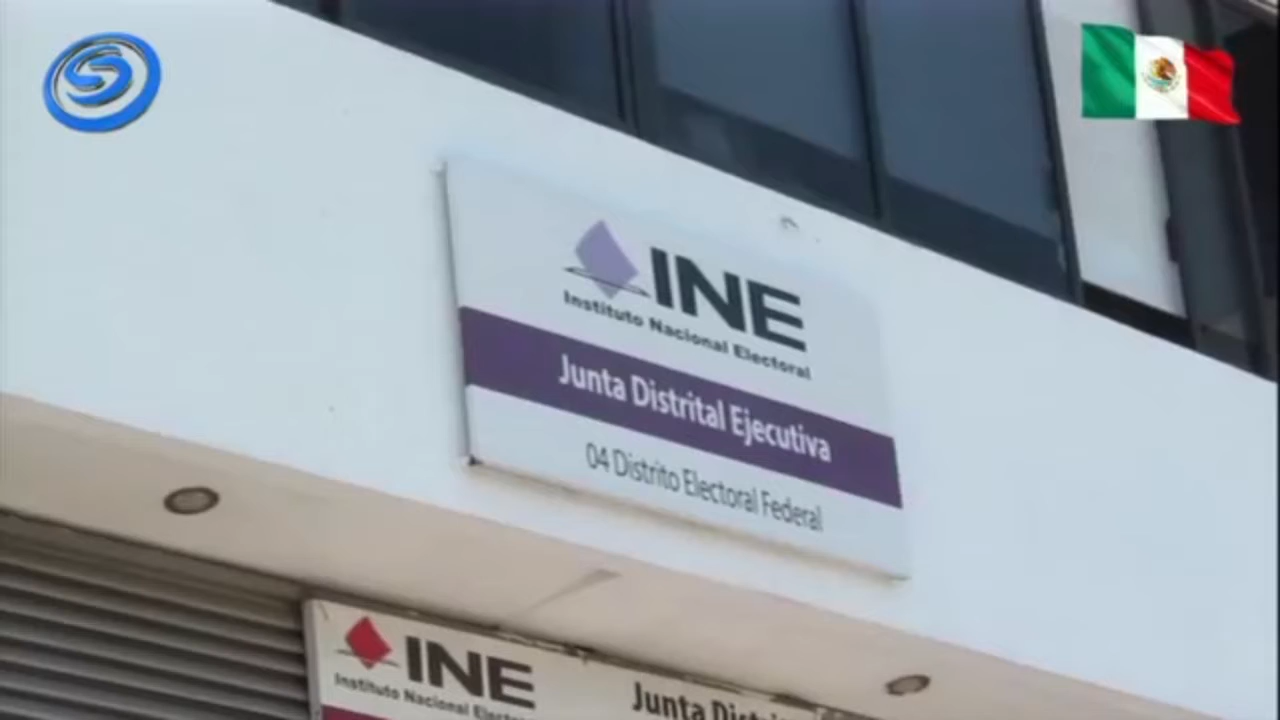 INE
Instituto Nacional Electoral
Junta Distrital Ejecutiva
04 Distrito Electoral Federal
INE
Instituto Nacional
Junta